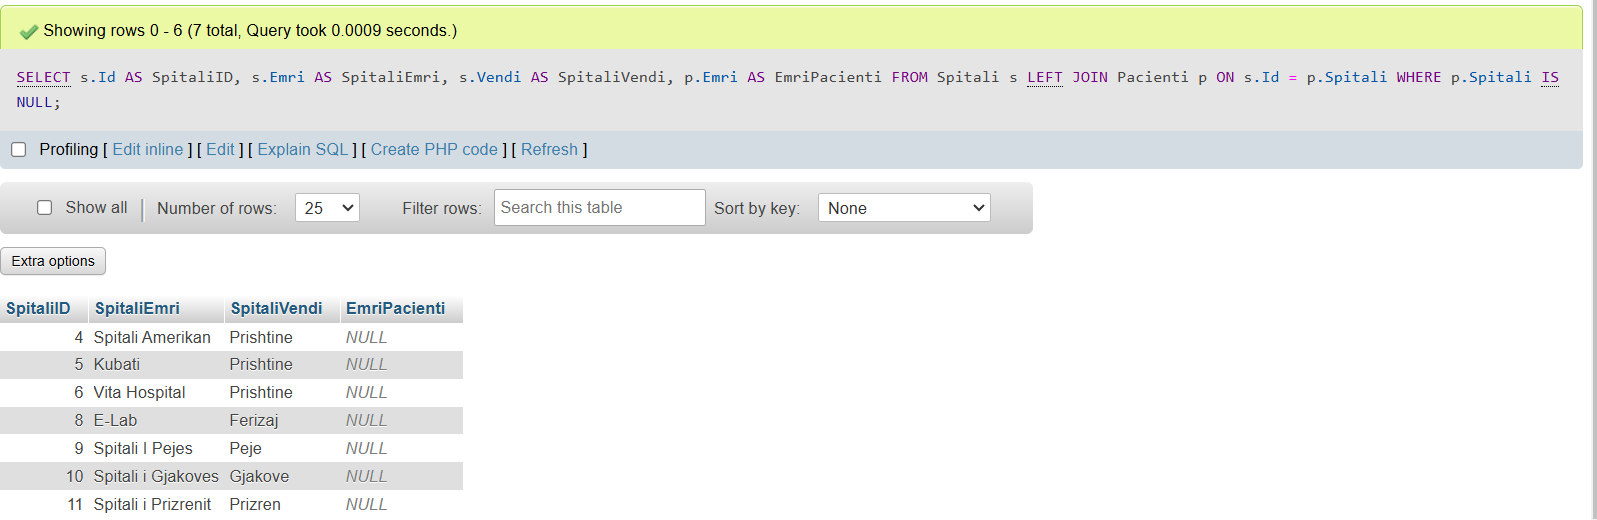 Showing rows 0 - 6 (7 total, Query took 0.0009 seconds.)
SELECT s.Id AS SpitaliID, s.Emri AS SpitaliEmri, s.Vendi AS SpitaliVendi, p.Emri AS EmriPacienti FROM Spitali s LEFT JOIN Pacienti p ON s.Id = p.Spitali WHERE p.Spitali IS
NULL;
Profiling [ Edit inline ] [ Edit ] [ Explain SQL ] [ Create PHP code ] [ Refresh ]
Show all Number of rows: 25 Filter rows: Search this table Sort by key: None
Extra options
SpitaliID SpitaliEmri SpitaliVendi EmriPacienti
4 Spitali Amerikan Prishtine NULL
5 Kubati Prishtine NULL
6 Vita Hospital Prishtine NULL
8 E-Lab Ferizaj NULL
9 Spitali I Pejes Peje NULL
10 Spitali i Gjakoves Gjakove NULL
11 Spitali i Prizrenit Prizren NULL